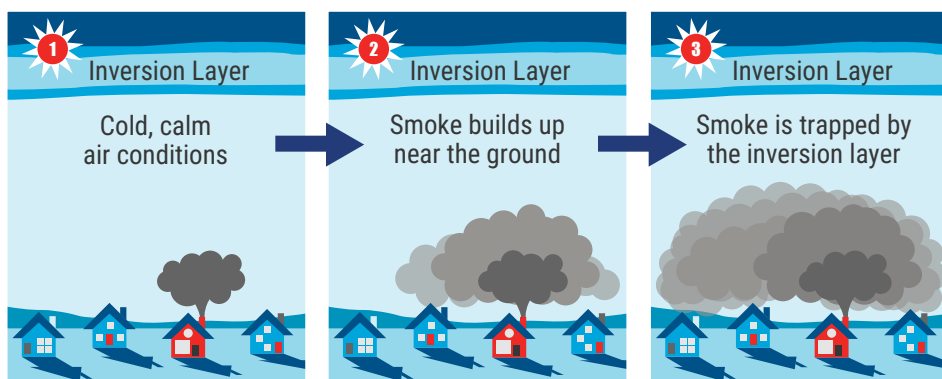 1
Inversion Layer
Cold, calm
air conditions
2
Inversion Layer
Smoke builds up
near the ground
3
Inversion Layer
Smoke is trapped by
the inversion layer